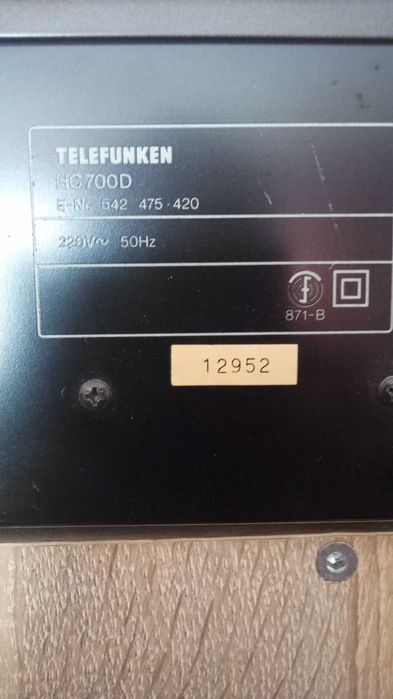 TELEFUNKEN
HC700D
E-Nr. 542 475·420
220V~ 50Hz
871-B
12952